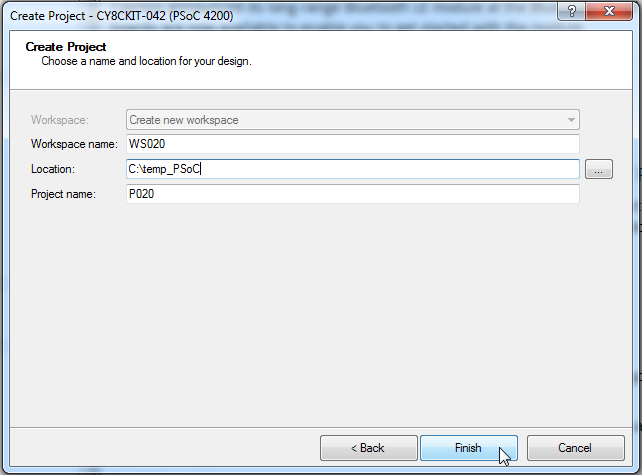 Create Project - CY8CKIT-042 (PSoC 4200)
?
Create Project
Choose a name and location for your design.
Workspace: Create new workspace
Workspace name: WS020
Location: C:\temp_PSoC ...
Project name: P020
< Back Finish Cancel